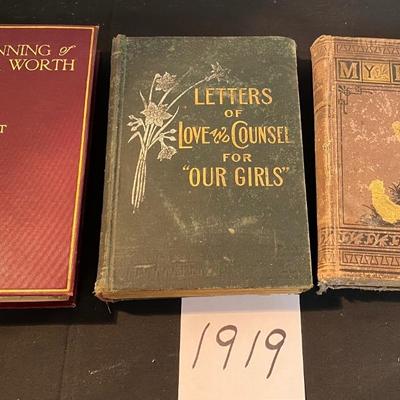 NNING of
WORTH
T
LETTERS
OF
LOVE AND COUNSEL
FOR
"OUR GIRLS"
MY
1919